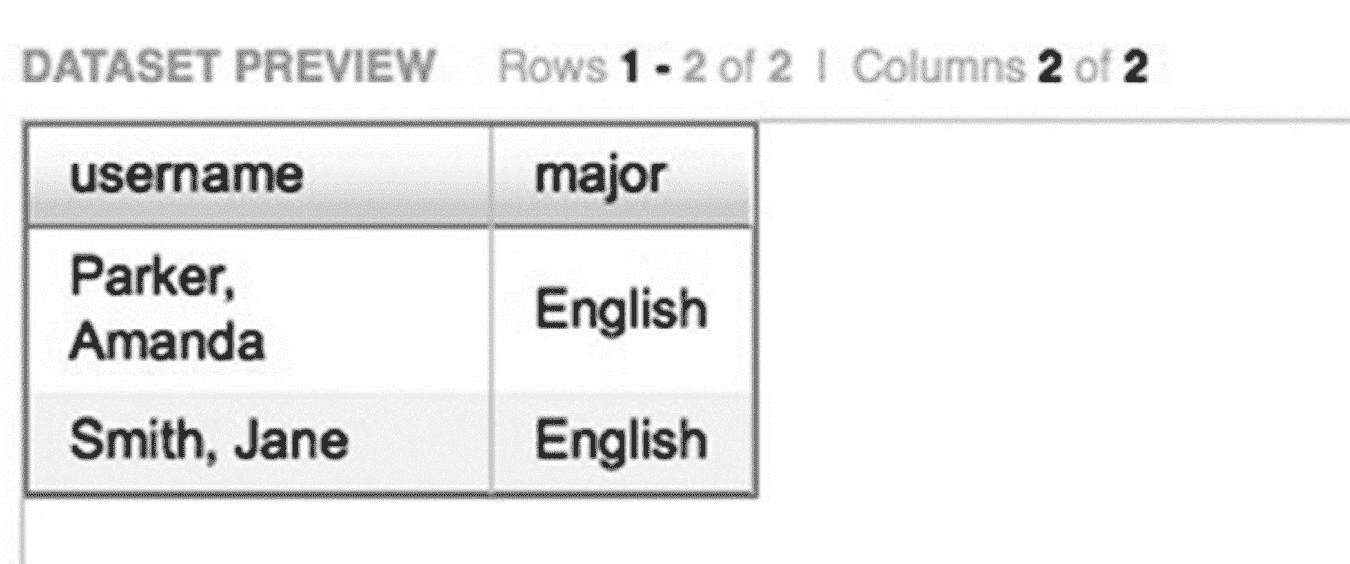 DATASET PREVIEW Rows 1 - 2 of 2 | Columns 2 of 2
username major
Parker,
Amanda English
Smith, Jane English